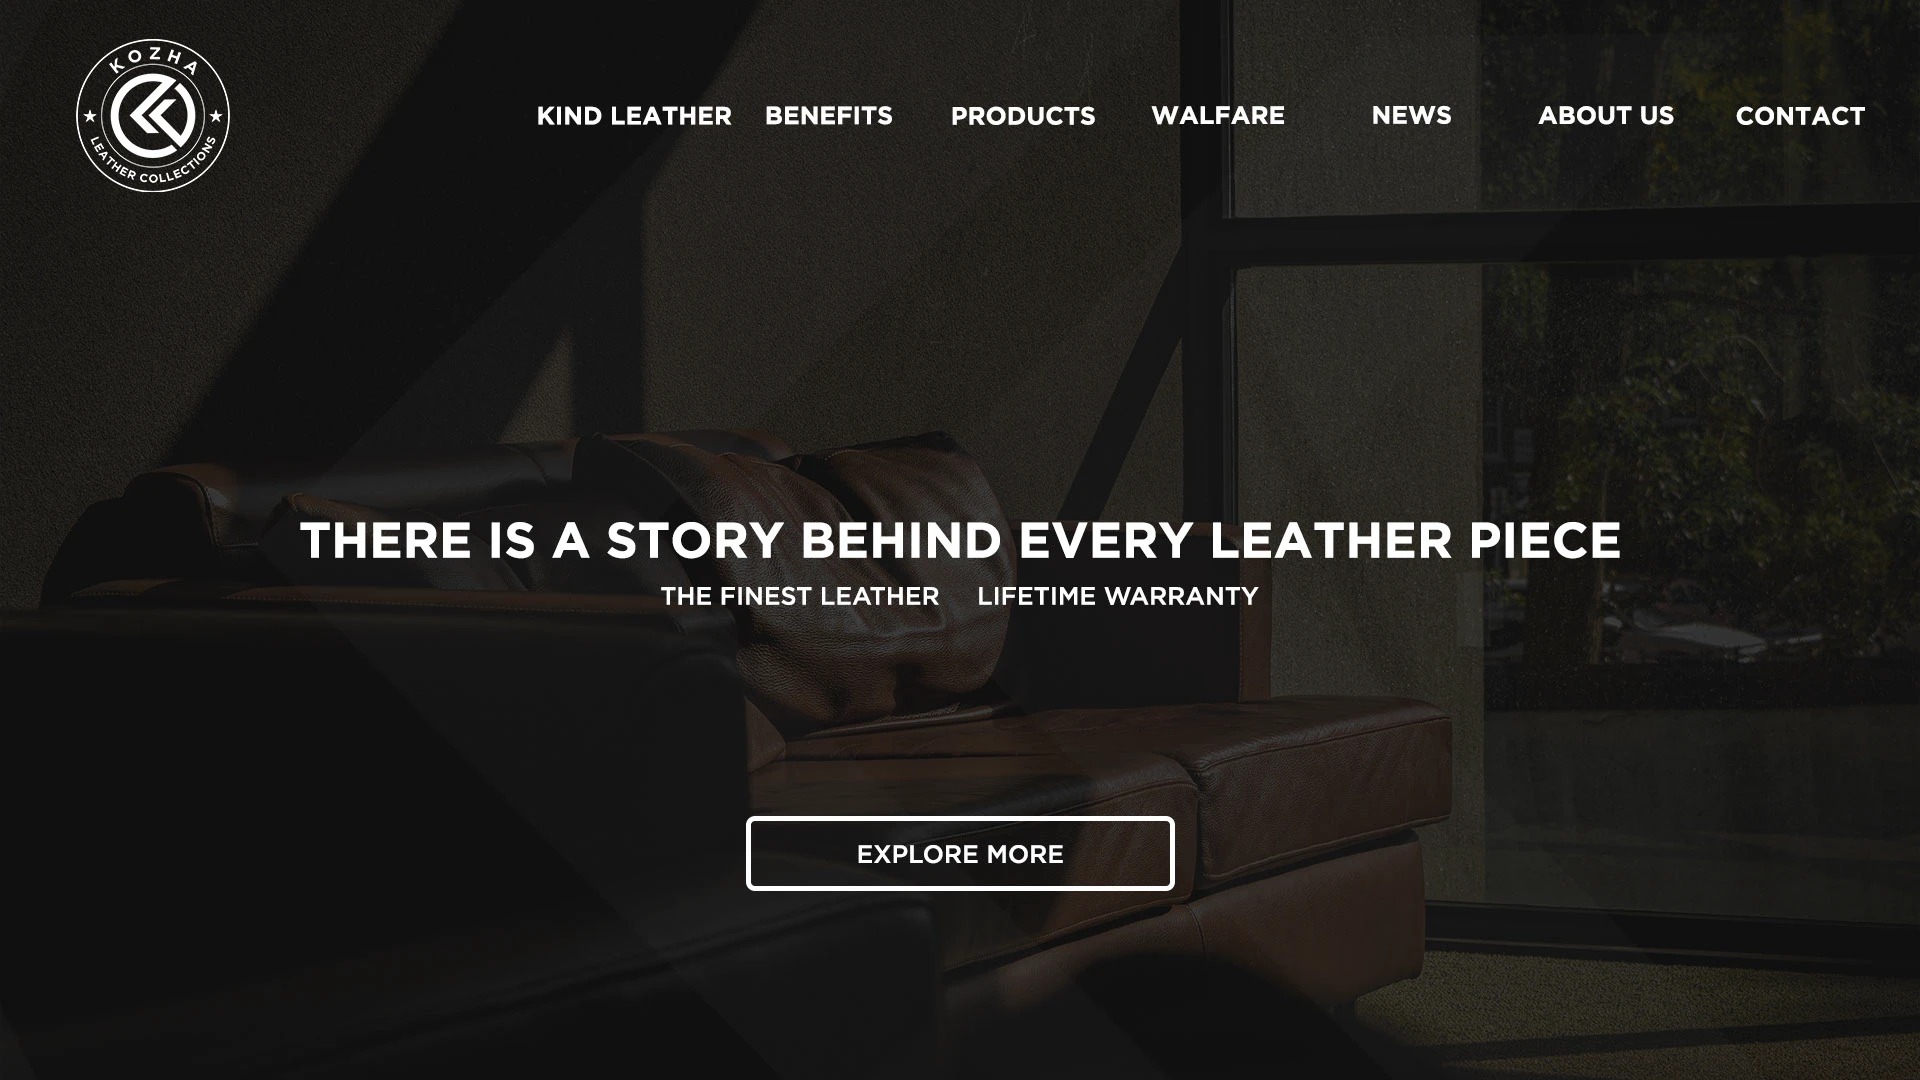 KOZHA
LEATHER COLLECTIONS
KIND LEATHER BENEFITS PRODUCTS WALFARE NEWS ABOUT US CONTACT
THERE IS A STORY BEHIND EVERY LEATHER PIECE
THE FINEST LEATHER LIFETIME WARRANTY
EXPLORE MORE